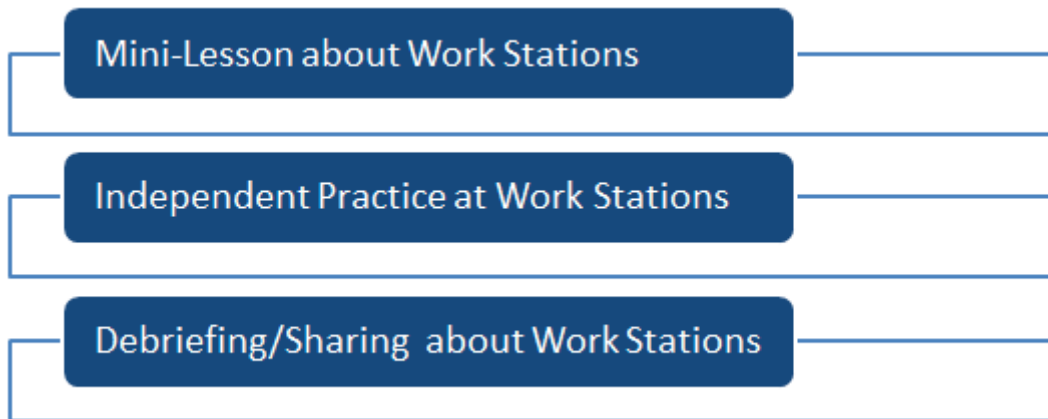 Mini-Lesson about Work Stations
Independent Practice at Work Stations
Debriefing/Sharing about Work Stations